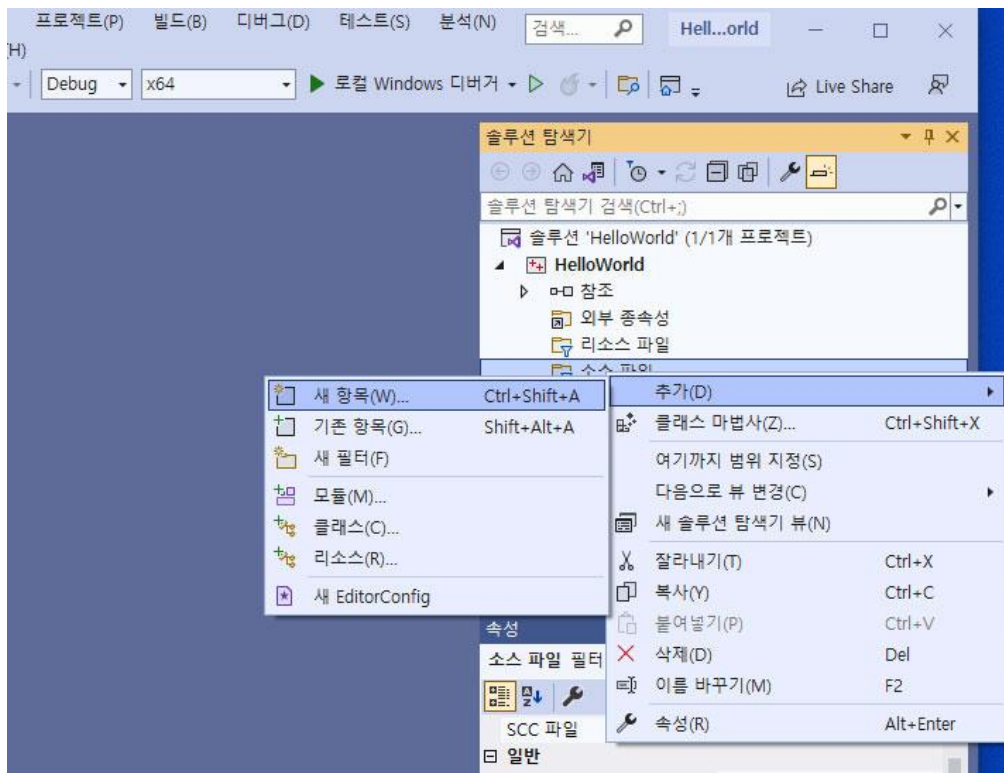 프로젝트(P) 빌드(B) 디버그(D) 테스트(S) 분석(N) 검색... Hell...orld
(H)
Debug x64 로컬 Windows 디버거 Live Share
솔루션 탐색기
솔루션 탐색기 검색(Ctrl+;)
솔루션 'HelloWorld' (1/1개 프로젝트)
HelloWorld
참조
외부 종속성
리소스 파일
소스 파일
새 항목(W)... Ctrl+Shift+A
기존 항목(G)... Shift+Alt+A
새 필터(F)
모듈(M)...
클래스(C)...
리소스(R)...
새 EditorConfig
추가(D)
클래스 마법사(Z)... Ctrl+Shift+X
여기까지 범위 지정(S)
다음으로 뷰 변경(C)
새 솔루션 탐색기 뷰(N)
잘라내기(T) Ctrl+X
복사(Y) Ctrl+C
붙여넣기(P) Ctrl+V
삭제(D) Del
이름 바꾸기(M) F2
속성(R) Alt+Enter
속성
소스 파일 필터
SCC 파일
일반